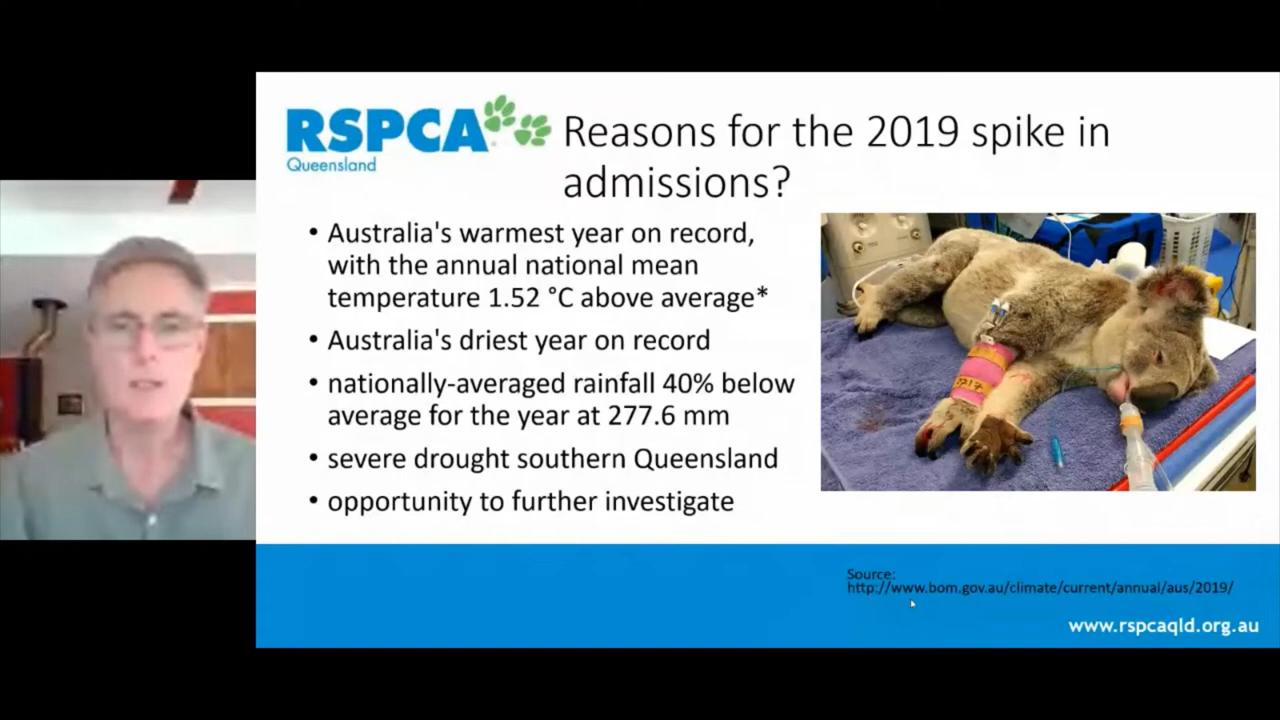 RSPCA
Queensland
Reasons for the 2019 spike in
admissions?
• Australia's warmest year on record,
with the annual national mean
temperature 1.52 °C above average*
• Australia's driest year on record
• nationally-averaged rainfall 40% below
average for the year at 277.6 mm
• severe drought southern Queensland
• opportunity to further investigate
Source:
http://www.bom.gov.au/climate/current/annual/aus/2019/
www.rspcaqld.org.au